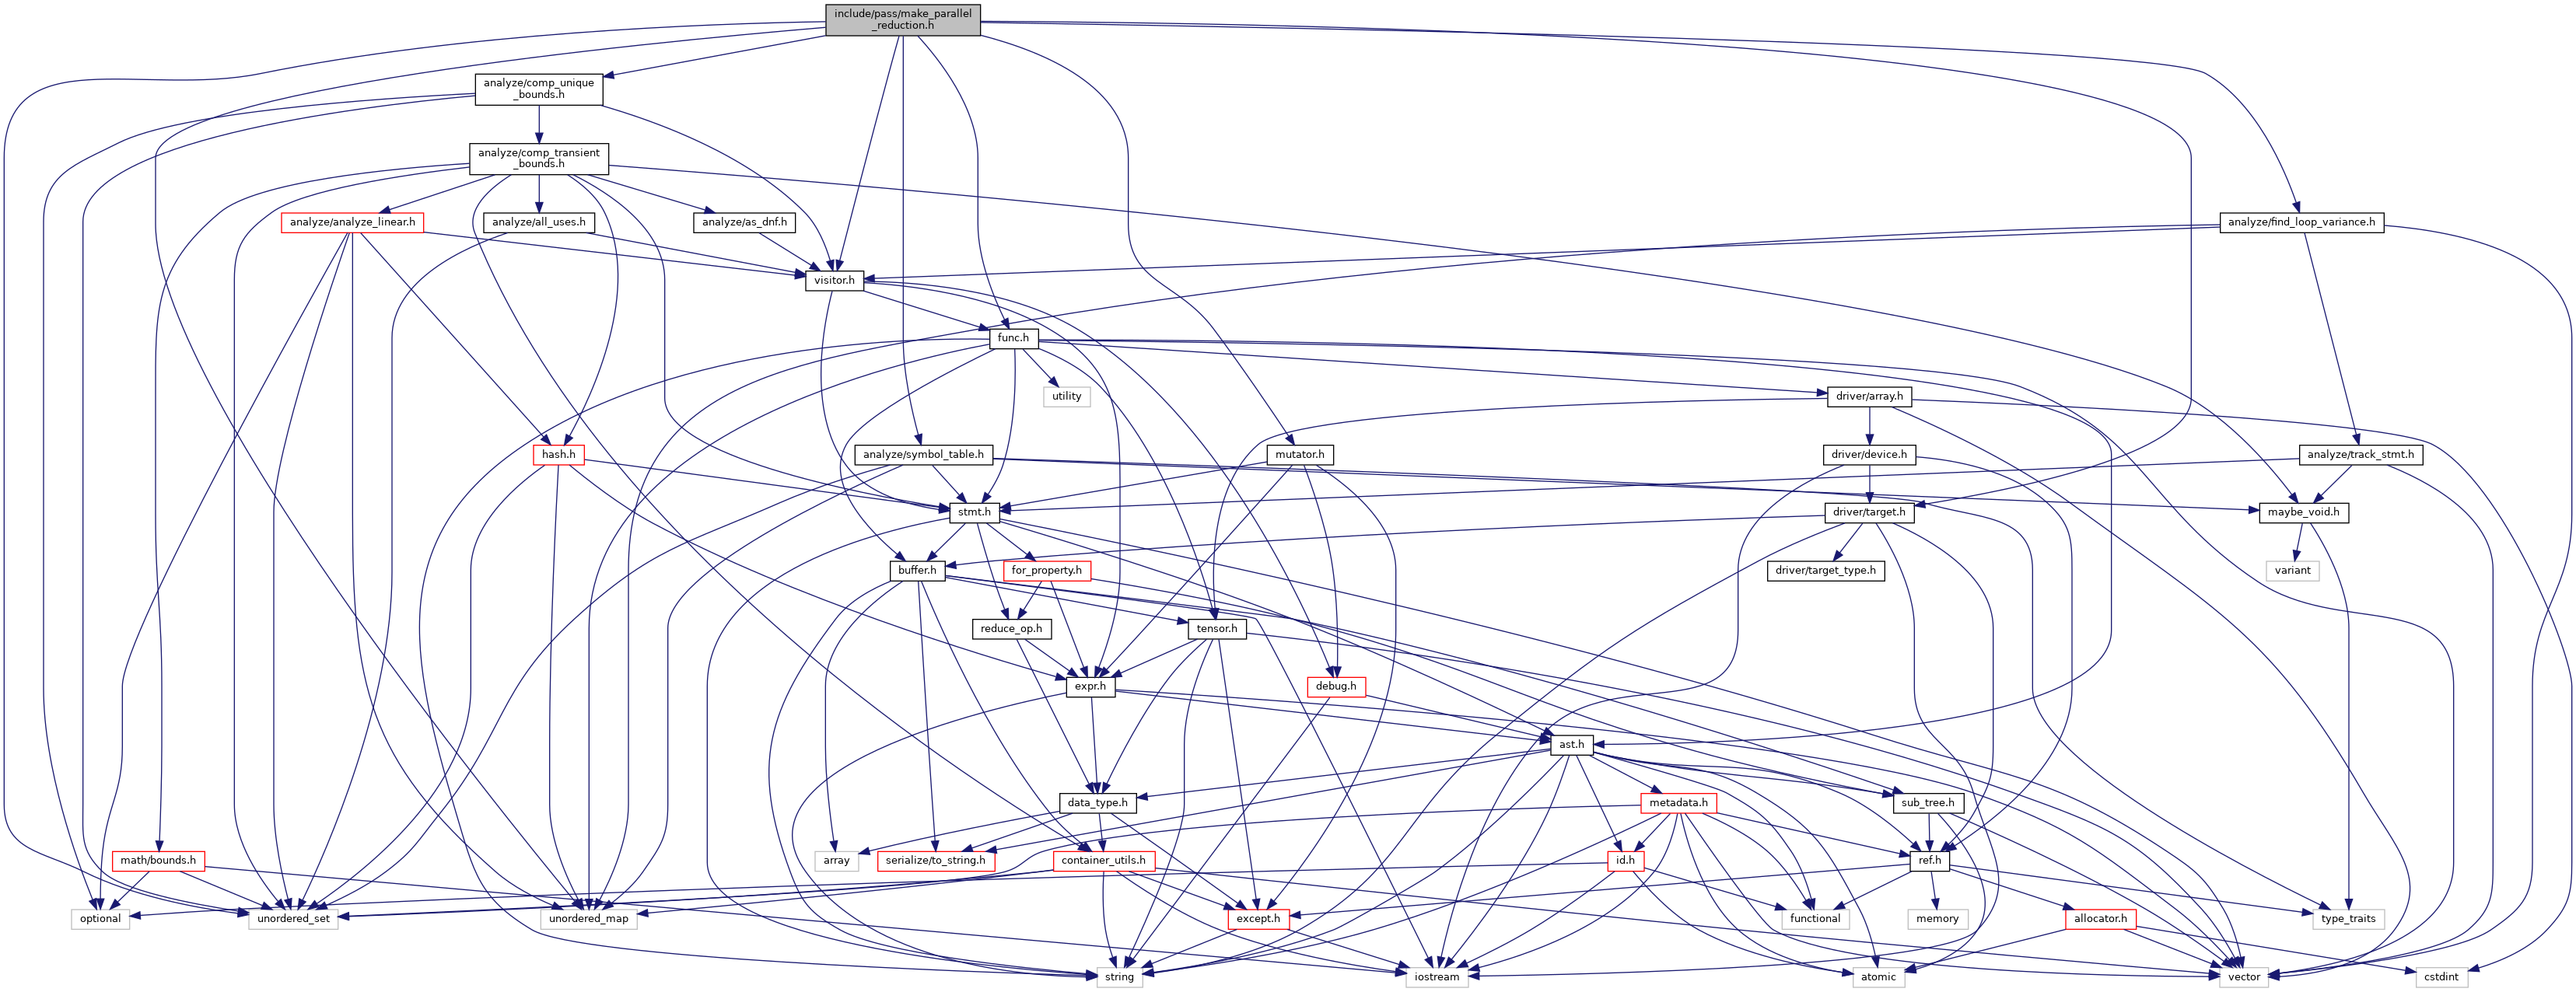 include/pass/make_parallel
_reduction.h
analyze/comp_unique
_bounds.h
analyze/comp_transient
_bounds.h
analyze/analyze_linear.h
analyze/all_uses.h
analyze/as_dnf.h
analyze/find_loop_variance.h
visitor.h
func.h
utility
driver/array.h
hash.h
analyze/symbol_table.h
mutator.h
driver/device.h
analyze/track_stmt.h
stmt.h
driver/target.h
maybe_void.h
buffer.h
for_property.h
driver/target_type.h
variant
reduce_op.h
tensor.h
expr.h
debug.h
ast.h
data_type.h
metadata.h
sub_tree.h
math/bounds.h
array
serialize/to_string.h
container_utils.h
id.h
ref.h
optional
unordered_set
unordered_map
except.h
functional
memory
allocator.h
type_traits
string
iostream
atomic
vector
cstdint